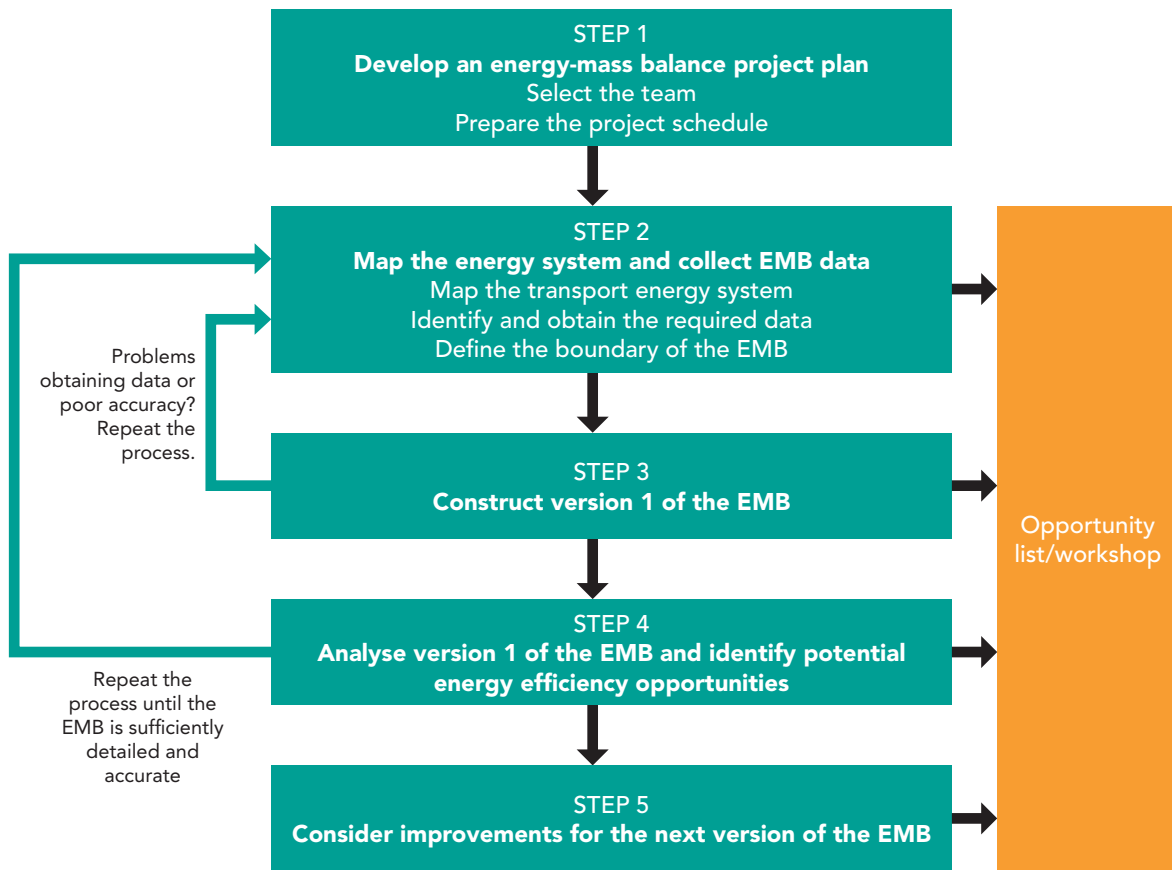 STEP 1
Develop an energy-mass balance project plan
Select the team
Prepare the project schedule
STEP 2
Map the energy system and collect EMB data
Map the transport energy system
Identify and obtain the required data
Define the boundary of the EMB
Problems
obtaining data or
poor accuracy?
Repeat the
process.
STEP 3
Construct version 1 of the EMB
Opportunity
list/workshop
STEP 4
Analyse version 1 of the EMB and identify potential
energy efficiency opportunities
Repeat the
process until the
EMB is sufficiently
detailed and
accurate
STEP 5
Consider improvements for the next version of the EMB